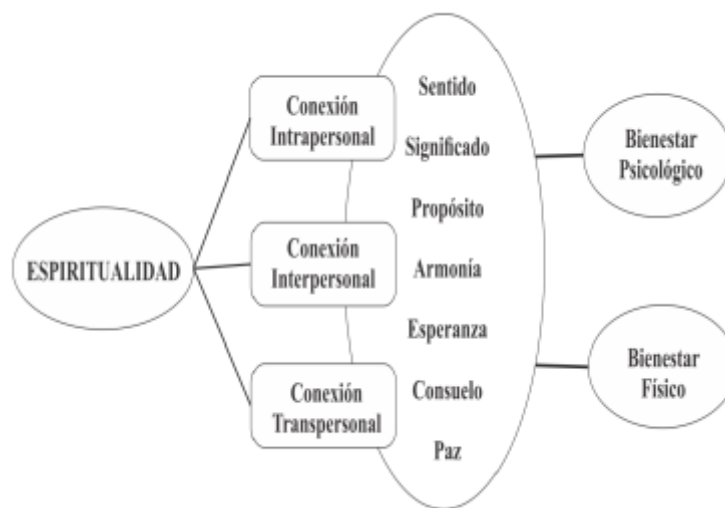 ESPIRITUALIDAD
Conexión
Intrapersonal
Conexión
Interpersonal
Conexión
Transpersonal
Sentido
Significado
Propósito
Armonía
Esperanza
Consuelo
Paz
Bienestar
Psicológico
Bienestar
Físico